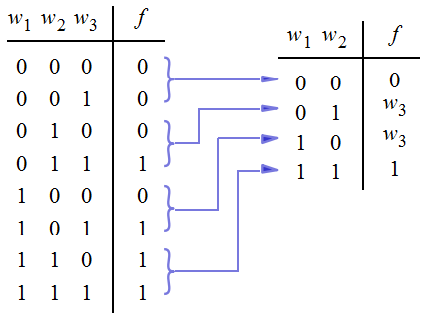 w1 w2 w3 f
0 0 0 0
0 0 1 0
0 1 0 0
0 1 1 1
1 0 0 0
1 0 1 1
1 1 0 1
1 1 1 1
w1 w2 f
0 0 0
0 1 w3
1 0 w3
1 1 1